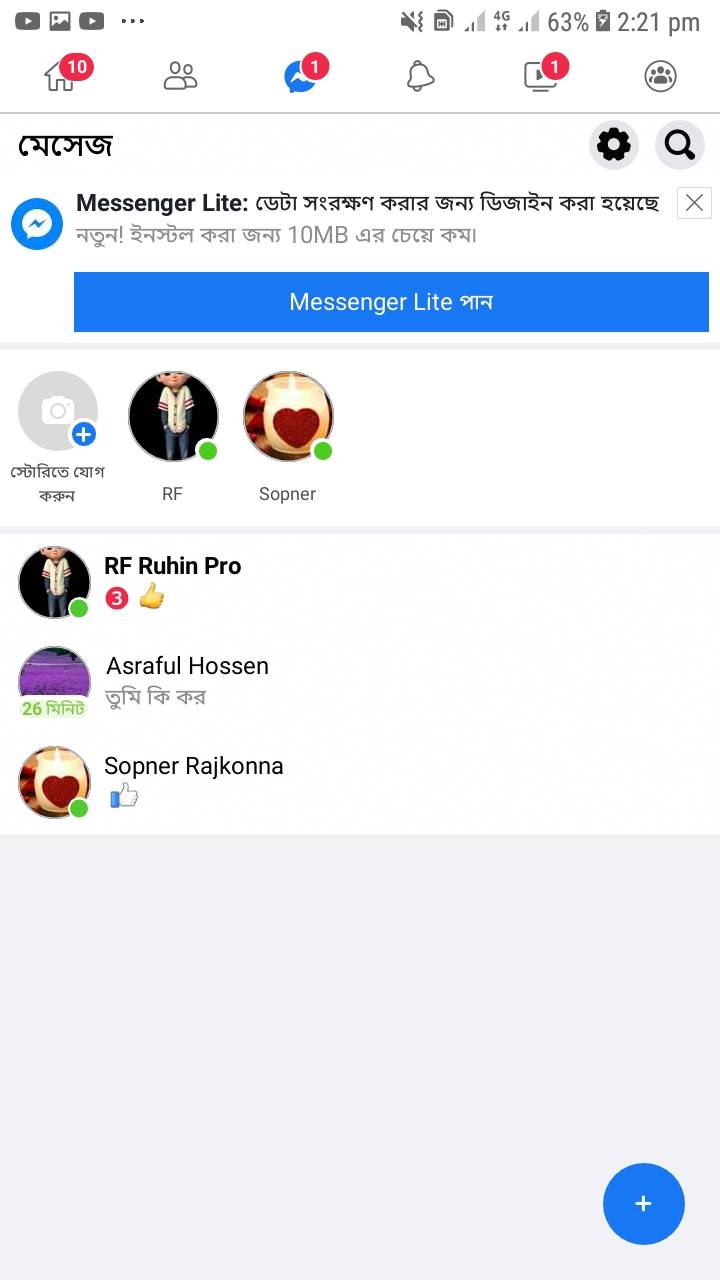 4G 63% 2:21 pm
10 1 1
মেসেজ
Messenger Lite: ডেটা সংরক্ষণ করার জন্য ডিজাইন করা হয়েছে
নতুন! ইনস্টল করা জন্য 10MB এর চেয়ে কম।
Messenger Lite পান
স্টোরিতে যোগ
করুন
RF
Sopner
RF Ruhin Pro
3 👍
Asraful Hossen
তুমি কি কর
26 মিনিট
Sopner Rajkonna